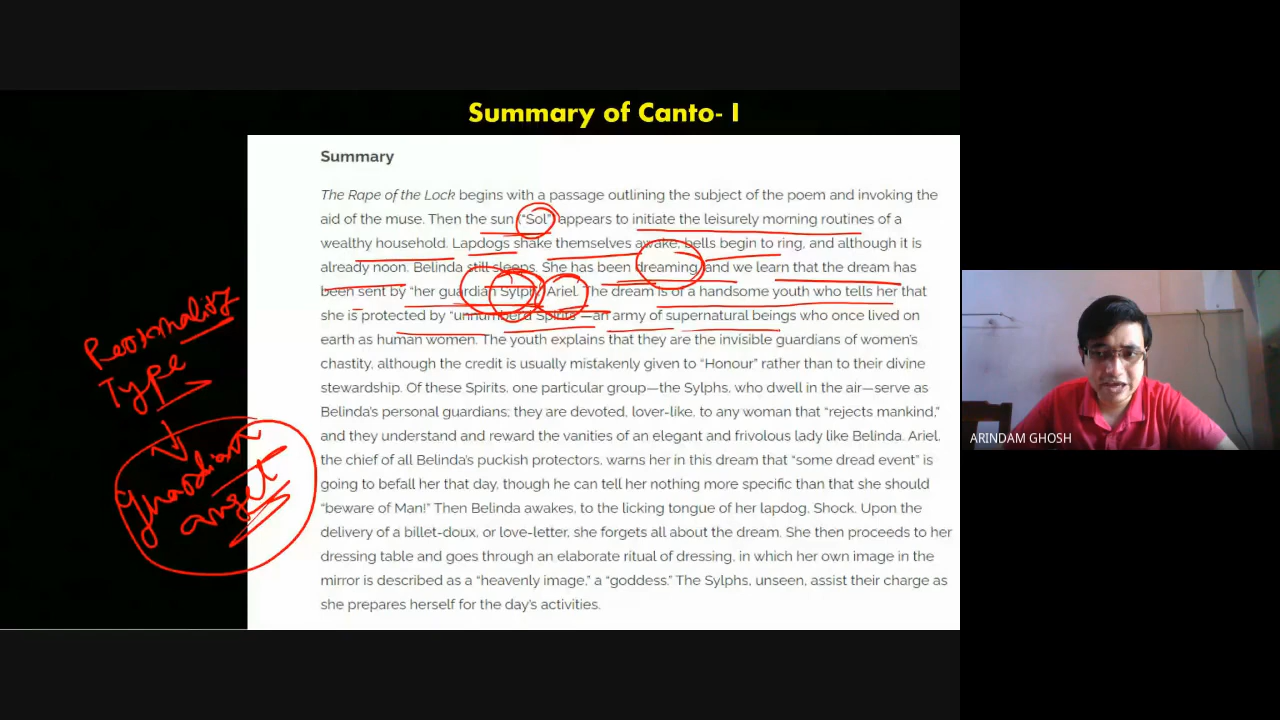 Summary of Canto- I
Summary
The Rape of the Lock begins with a passage outlining the subject of the poem and invoking the
aid of the muse. Then the sun (“Sol”) appears to initiate the leisurely morning routines of a
wealthy household. Lapdogs shake themselves awake, bells begin to ring, and although it is
already noon, Belinda still sleeps. She has been dreaming, and we learn that the dream has
been sent by “her guardian Sylph,” Ariel. The dream is of a handsome youth who tells her that
she is protected by “unnumber’d Spirits”—an army of supernatural beings who once lived on
earth as human women. The youth explains that they are the invisible guardians of women’s
chastity, although the credit is usually mistakenly given to “Honour” rather than to their divine
stewardship. Of these Spirits, one particular group—the Sylphs, who dwell in the air—serve as
Belinda’s personal guardians; they are devoted, lover-like, to any woman that “rejects mankind,”
and they understand and reward the vanities of an elegant and frivolous lady like Belinda. Ariel,
the chief of all Belinda’s puckish protectors, warns her in this dream that “some dread event” is
going to befall her that day, though he can tell her nothing more specific than that she should
“beware of Man!” Then Belinda awakes, to the licking tongue of her lapdog, Shock. Upon the
delivery of a billet-doux, or love-letter, she forgets all about the dream. She then proceeds to her
dressing table and goes through an elaborate ritual of dressing, in which her own image in the
mirror is described as a “heavenly image,” a “goddess.” The Sylphs, unseen, assist their charge as
she prepares herself for the day’s activities.
Personality
Type
guardian
angel
ARINDAM GHOSH